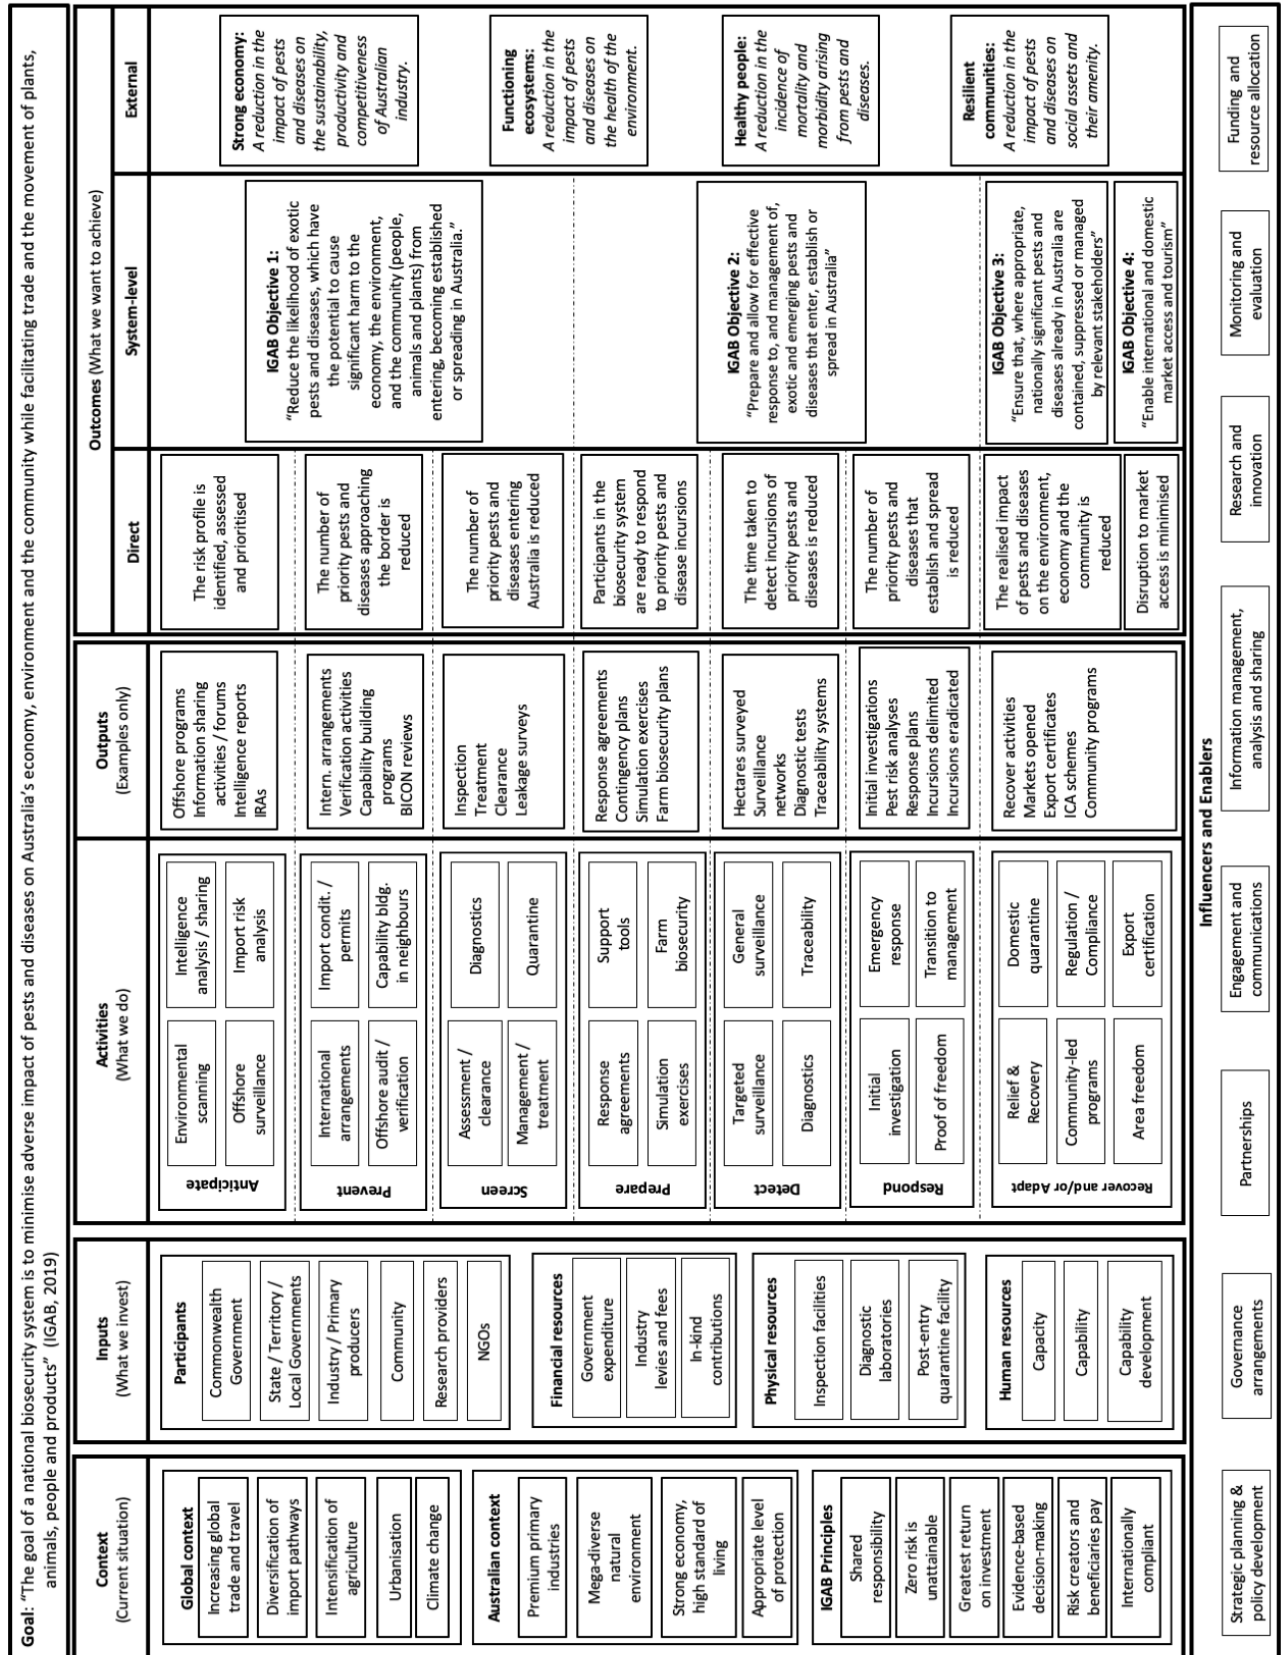 Goal: "The goal of a national biosecurity system is to minimise adverse impact of pests and diseases on Australia's economy, environment and the community while facilitating trade and the movement of plants,
animals, people and products" (IGAB, 2019)
Context
(Current situation)
Global context
Increasing global
trade and travel
Diversification of
import pathways
Intensification of
agriculture
Urbanisation
Climate change
Australian context
Premium primary
industries
Mega-diverse
natural
environment
Strong economy,
high standard of
living
Appropriate level
of protection
IGAB Principles
Shared
responsibility
Zero risk is
unattainable
Greatest return
on investment
Evidence-based
decision-making
Risk creators and
beneficiaries pay
Internationally
compliant
Inputs
(What we invest)
Participants
Commonwealth
Government
State / Territory /
Local Governments
Industry / Primary
producers
Community
Research providers
NGOs
Financial resources
Government
expenditure
Industry
levies and fees
In-kind
contributions
Physical resources
Inspection facilities
Diagnostic
laboratories
Post-entry
quarantine facility
Human resources
Capacity
Capability
Capability
development
Activities
(What we do)
Anticipate
Environmental
scanning
Intelligence
analysis / sharing
Offshore
surveillance
Import risk
analysis
Prevent
International
arrangements
Import condit. /
permits
Offshore audit /
verification
Capability bldg.
in neighbours
Screen
Assessment /
clearance
Diagnostics
Management /
treatment
Quarantine
Prepare
Response
agreements
Support
tools
Simulation
exercises
Farm
biosecurity
Detect
Targeted
surveillance
General
surveillance
Diagnostics
Traceability
Respond
Initial
investigation
Emergency
response
Proof of freedom
Transition to
management
Recover and/or Adapt
Relief &
Recovery
Domestic
quarantine
Community-led
programs
Regulation /
Compliance
Area freedom
Export
certification
Outputs
(Examples only)
Offshore programs
Information sharing
activities / forums
Intelligence reports
IRAs
Intern. arrangements
Verification activities
Capability building
programs
BICON reviews
Inspection
Treatment
Clearance
Leakage surveys
Response agreements
Contingency plans
Simulation exercises
Farm biosecurity plans
Hectares surveyed
Surveillance
networks
Diagnostic tests
Traceability systems
Initial investigations
Pest risk analyses
Response plans
Incursions delimited
Incursions eradicated
Recover activities
Markets opened
Export certificates
ICA schemes
Community programs
Outcomes (What we want to achieve)
Direct
The risk profile is
identified, assessed
and prioritised
The number of
priority pests and
diseases approaching
the border is
reduced
The number of
priority pests and
diseases entering
Australia is reduced
Participants in the
biosecurity system
are ready to respond
to priority pests and
disease incursions
The time taken to
detect incursions of
priority pests and
diseases is reduced
The number of
priority pests and
diseases that
establish and spread
is reduced
The realised impact
of pests and diseases
on the environment,
economy and the
community is
reduced
Disruption to market
access is minimised
System-level
IGAB Objective 1:
"Reduce the likelihood of exotic
pests and diseases, which have
the potential to cause
significant harm to the
economy, the environment,
and the community (people,
animals and plants) from
entering, becoming established
or spreading in Australia."
IGAB Objective 2:
"Prepare and allow for effective
response to, and management of,
exotic and emerging pests and
diseases that enter, establish or
spread in Australia"
IGAB Objective 3:
"Ensure that, where appropriate,
nationally significant pests and
diseases already in Australia are
contained, suppressed or managed
by relevant stakeholders"
IGAB Objective 4:
"Enable international and domestic
market access and tourism"
External
Strong economy:
A reduction in the
impact of pests
and diseases on
the sustainability,
productivity and
competitiveness
of Australian
industry.
Functioning
ecosystems:
A reduction in the
impact of pests
and diseases on
the health of the
environment.
Healthy people:
A reduction in the
incidence of
mortality and
morbidity arising
from pests and
diseases.
Resilient
communities:
A reduction in the
impact of pests
and diseases on
social assets and
their amenity.
Influencers and Enablers
Strategic planning &
policy development
Governance
arrangements
Partnerships
Engagement and
communications
Information management,
analysis and sharing
Research and
innovation
Monitoring and
evaluation
Funding and
resource allocation